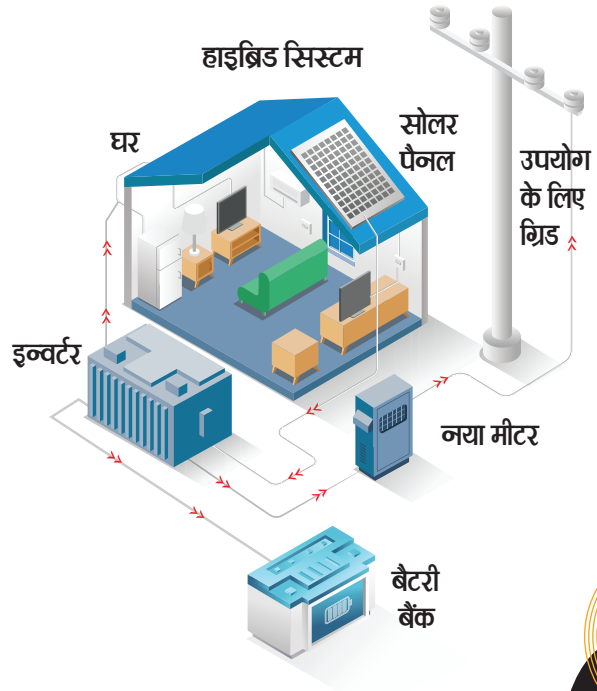 हाइब्रिड सिस्टम
घर
सोलर
पैनल
उपयोग
के लिए
ग्रिड
इन्वर्टर
नया मीटर
बैटरी
बैंक